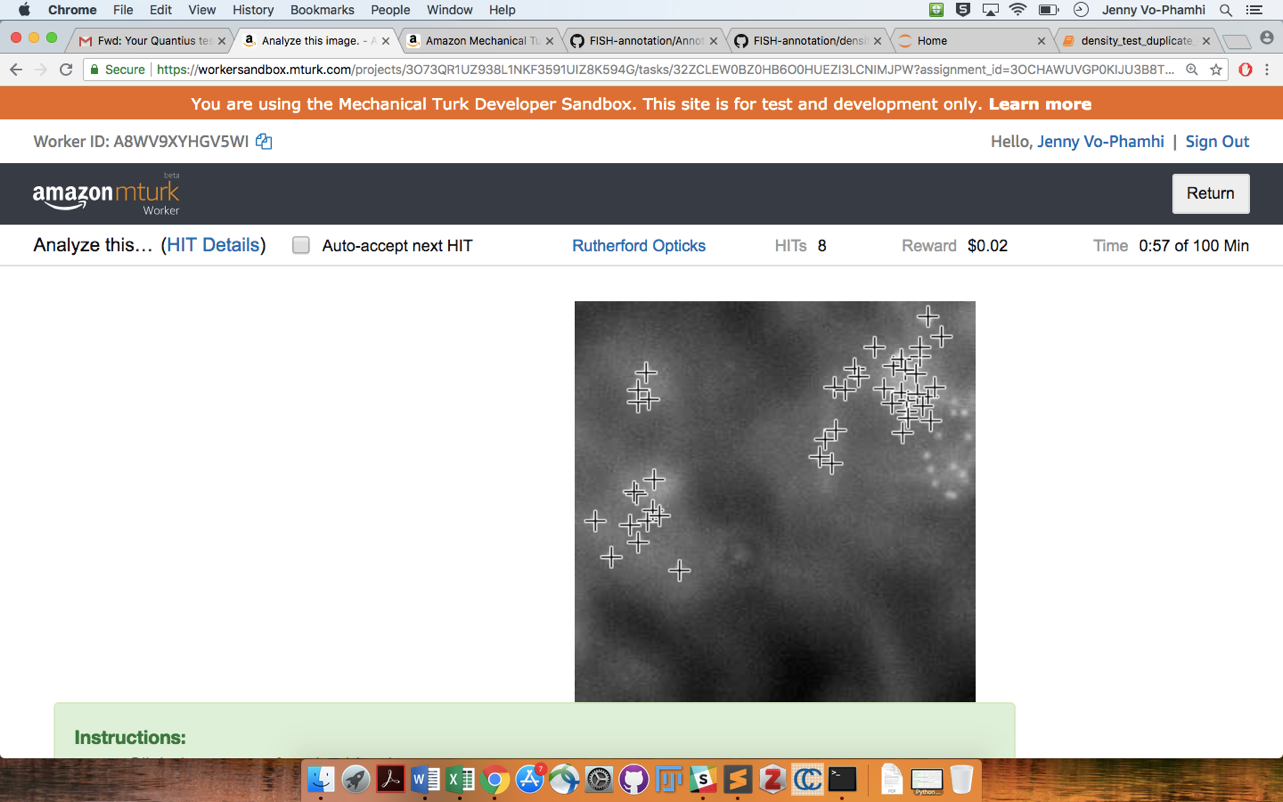 Chrome File Edit View History Bookmarks People Window Help Jenny Vo-Phamhi
Fwd: Your Quantius te Analyze this image. - A Amazon Mechanical Tu FISH-annotation/Annot FISH-annotation/densi Home density_test_duplicate_
Secure https://workersandbox.mturk.com/projects/3O73QR1UZ938L1NKF3591UIZ8K594G/tasks/32ZCLEW0BZ0HB6O0HUEZI3LCNIMJPW?assignment_id=3OCHAWUVGP0KIJU3B8T...
You are using the Mechanical Turk Developer Sandbox. This site is for test and development only. Learn more
Worker ID: A8WV9XYHGV5WI Hello, Jenny Vo-Phamhi | Sign Out
beta
amazonmturk Return
Worker
Analyze this... (HIT Details) Auto-accept next HIT Rutherford Opticks HITs 8 Reward $0.02 Time 0:57 of 100 Min
Instructions: